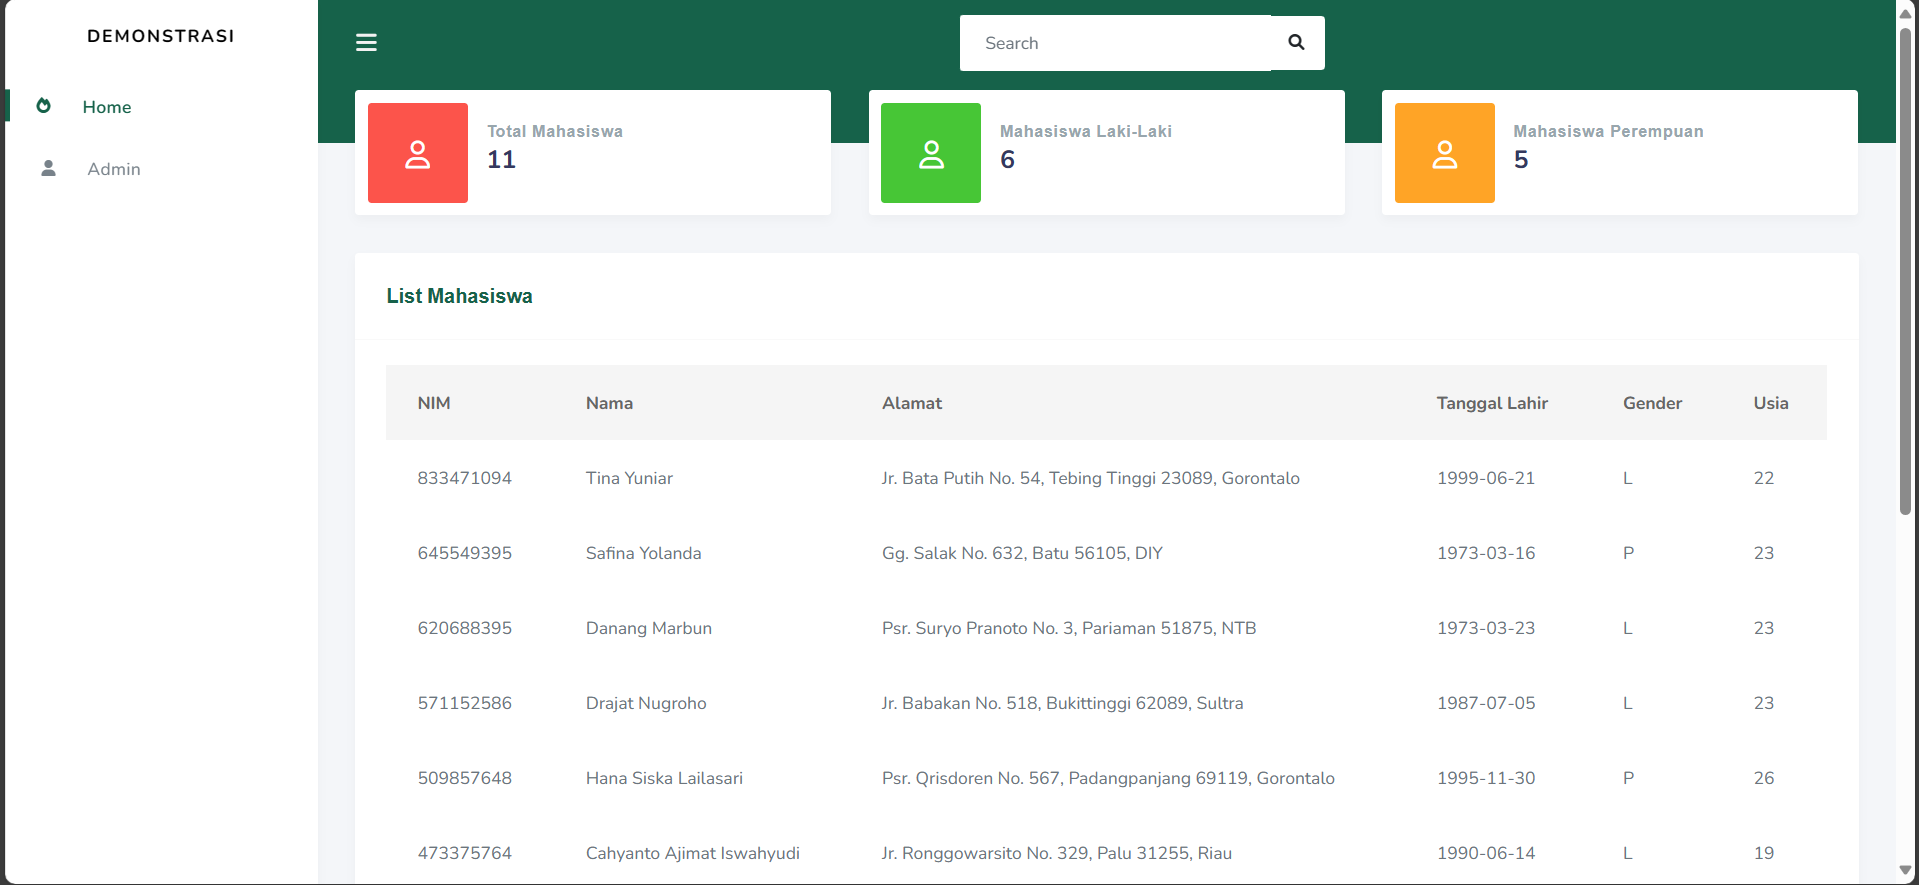 DEMONSTRASI
Home
Admin
Search
Total Mahasiswa
11
Mahasiswa Laki-Laki
6
Mahasiswa Perempuan
5
List Mahasiswa
NIM Nama Alamat Tanggal Lahir Gender Usia
833471094 Tina Yuniar Jr. Bata Putih No. 54, Tebing Tinggi 23089, Gorontalo 1999-06-21 L 22
645549395 Safina Yolanda Gg. Salak No. 632, Batu 56105, DIY 1973-03-16 P 23
620688395 Danang Marbun Psr. Suryo Pranoto No. 3, Pariaman 51875, NTB 1973-03-23 L 23
571152586 Drajat Nugroho Jr. Babakan No. 518, Bukittinggi 62089, Sultra 1987-07-05 L 23
509857648 Hana Siska Lailasari Psr. Qrisdoren No. 567, Padangpanjang 69119, Gorontalo 1995-11-30 P 26
473375764 Cahyanto Ajimat Iswahyudi Jr. Ronggowarsito No. 329, Palu 31255, Riau 1990-06-14 L 19